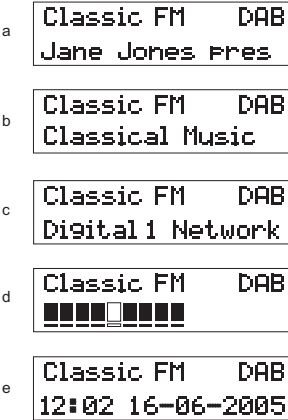 a
Classic FM DAB
Jane Jones pres
b
Classic FM DAB
Classical Music
c
Classic FM DAB
Digital 1 Network
d
Classic FM DAB
e
Classic FM DAB
12:02 16-06-2005